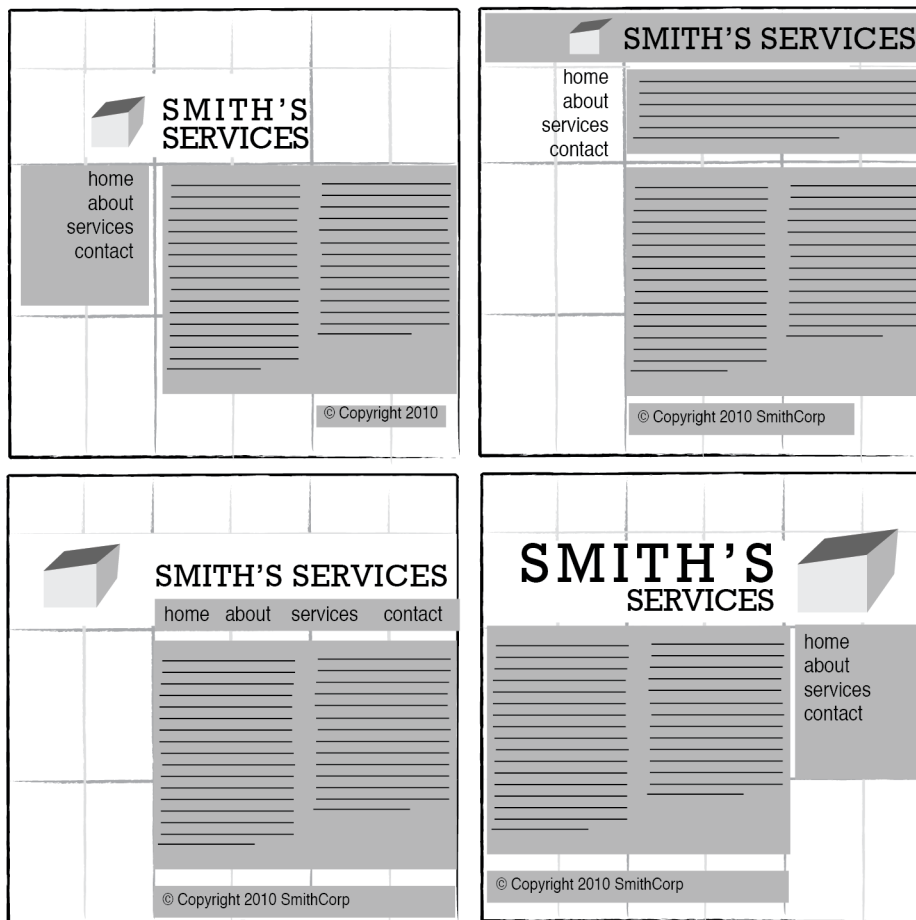 SMITH'S
SERVICES
home
about
services
contact
© Copyright 2010
SMITH'S SERVICES
home
about
services
contact
© Copyright 2010 SmithCorp
SMITH'S SERVICES
home about services contact
© Copyright 2010 SmithCorp
SMITH'S
SERVICES
home
about
services
contact
© Copyright 2010 SmithCorp